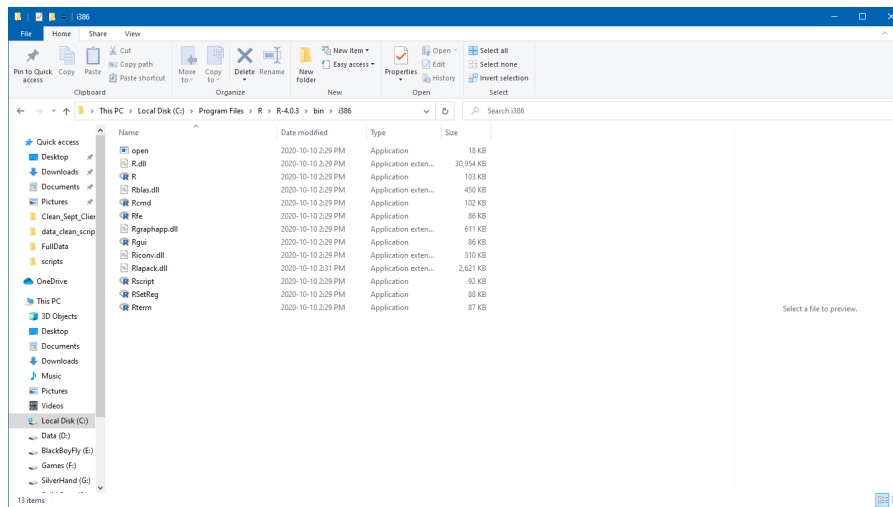 i386
File Home Share View
Pin to Quick access
Copy
Paste
Cut
Copy path
Paste shortcut
Clipboard
Move to
Copy to
Delete
Rename
Organize
New folder
New item
Easy access
New
Properties
Open
Edit
History
Open
Select all
Select none
Invert selection
Select
This PC > Local Disk (C:) > Program Files > R > R-4.0.3 > bin > i386
Search i386
Name Date modified Type Size
Quick access
Desktop
Downloads
Documents
Pictures
Clean_Sept_Clier
data_clean_scrip
FullData
scripts
OneDrive
This PC
3D Objects
Desktop
Documents
Downloads
Music
Pictures
Videos
Local Disk (C:)
Data (D:)
BlackBoyFly (E:)
Games (F:)
SilverHand (G:)
open 2020-10-10 2:29 PM Application 18 KB
R.dll 2020-10-10 2:29 PM Application exten... 30,954 KB
R 2020-10-10 2:29 PM Application 103 KB
Rblas.dll 2020-10-10 2:29 PM Application exten... 450 KB
Rcmd 2020-10-10 2:29 PM Application 102 KB
Rfe 2020-10-10 2:29 PM Application 86 KB
Rgraphapp.dll 2020-10-10 2:29 PM Application exten... 611 KB
Rgui 2020-10-10 2:29 PM Application 86 KB
Riconv.dll 2020-10-10 2:29 PM Application exten... 310 KB
Rlapack.dll 2020-10-10 2:31 PM Application exten... 2,621 KB
Rscript 2020-10-10 2:29 PM Application 92 KB
RSetReg 2020-10-10 2:29 PM Application 88 KB
Rterm 2020-10-10 2:29 PM Application 87 KB
Select a file to preview.
13 items